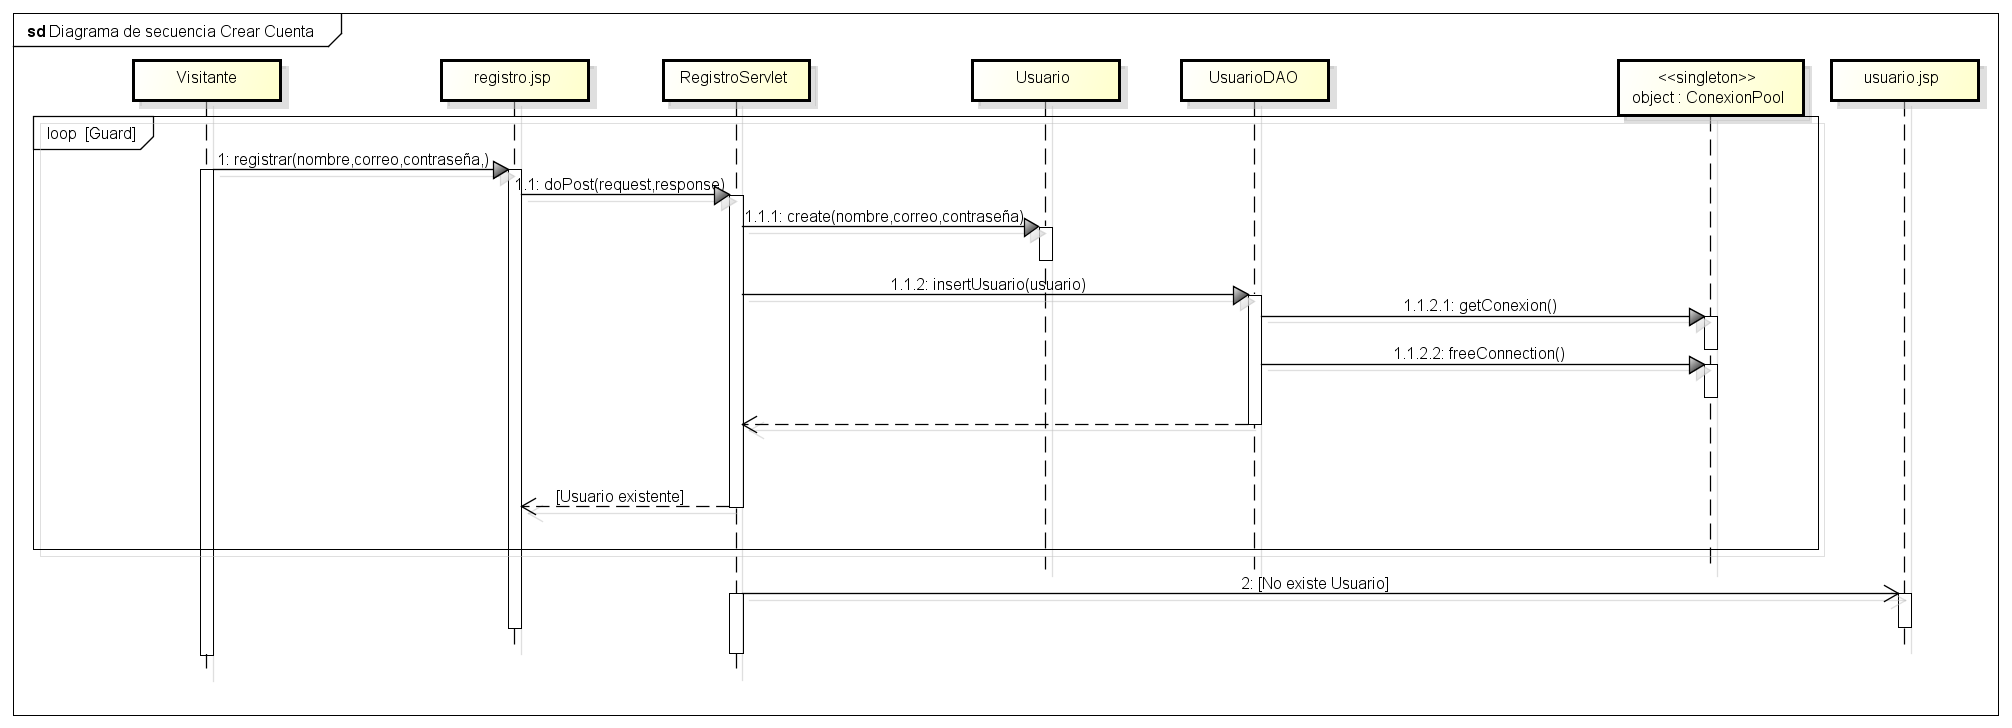 sd Diagrama de secuencia Crear Cuenta
Visitante
registro.jsp
RegistroServlet
Usuario
UsuarioDAO
<<singleton>>
object : ConexionPool
usuario.jsp
loop [Guard]
1: registrar(nombre,correo,contraseña,)
1.1: doPost(request,response)
1.1.1: create(nombre,correo,contraseña)
1.1.2: insertUsuario(usuario)
1.1.2.1: getConexion()
1.1.2.2: freeConnection()
[Usuario existente]
2: [No existe Usuario]